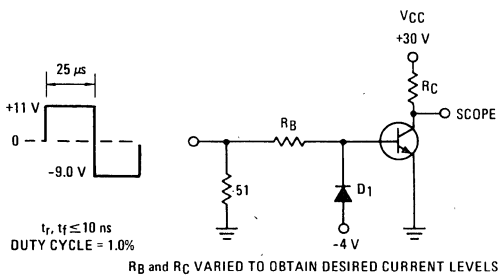 VCC
+30 V
25 µs
RC
+11 V
SCOPE
RB
0
51
D1
-9.0 V
-4 V
tr, tf ≤ 10 ns
DUTY CYCLE = 1.0%
RB and RC VARIED TO OBTAIN DESIRED CURRENT LEVELS